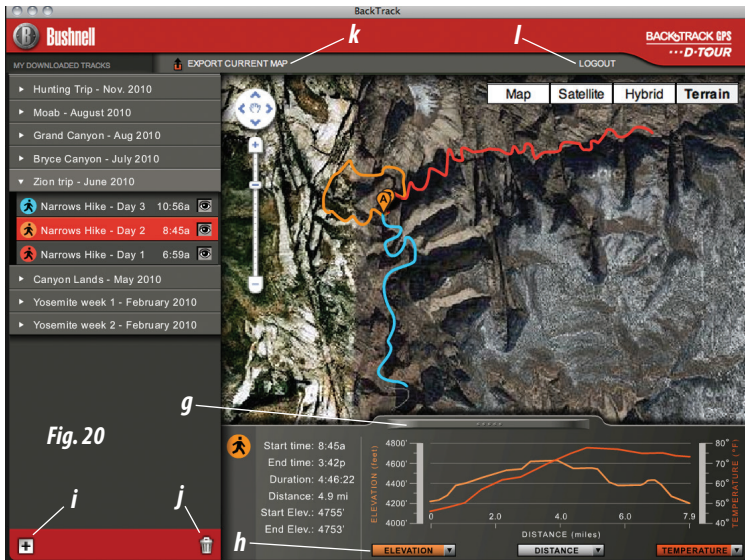 BackTrack
k
l
B Bushnell
BACKTRACK GPS
D·TOUR
MY DOWNLOADED TRACKS
EXPORT CURRENT MAP
LOGOUT
Map Satellite Hybrid Terrain
Hunting Trip - Nov. 2010
Moab - August 2010
Grand Canyon - Aug 2010
Bryce Canyon - July 2010
Zion trip - June 2010
Narrows Hike - Day 3 10:56a
Narrows Hike - Day 2 8:45a
Narrows Hike - Day 1 6:59a
Canyon Lands - May 2010
Yosemite week 1 - February 2010
Yosemite week 2 - February 2010
A
g
Fig. 20
i
j
h
Start time: 8:45a
End time: 3:42p
Duration: 4:46:22
Distance: 4.9 mi
Start Elev.: 4755'
End Elev.: 4753'
ELEVATION (feet)
4800'
4600'
4400'
4200'
4000'
0 2.0 4.0 6.0 7.9
DISTANCE (miles)
80°
70°
60°
50°
40°
TEMPERATURE (°F)
ELEVATION
DISTANCE
TEMPERATURE